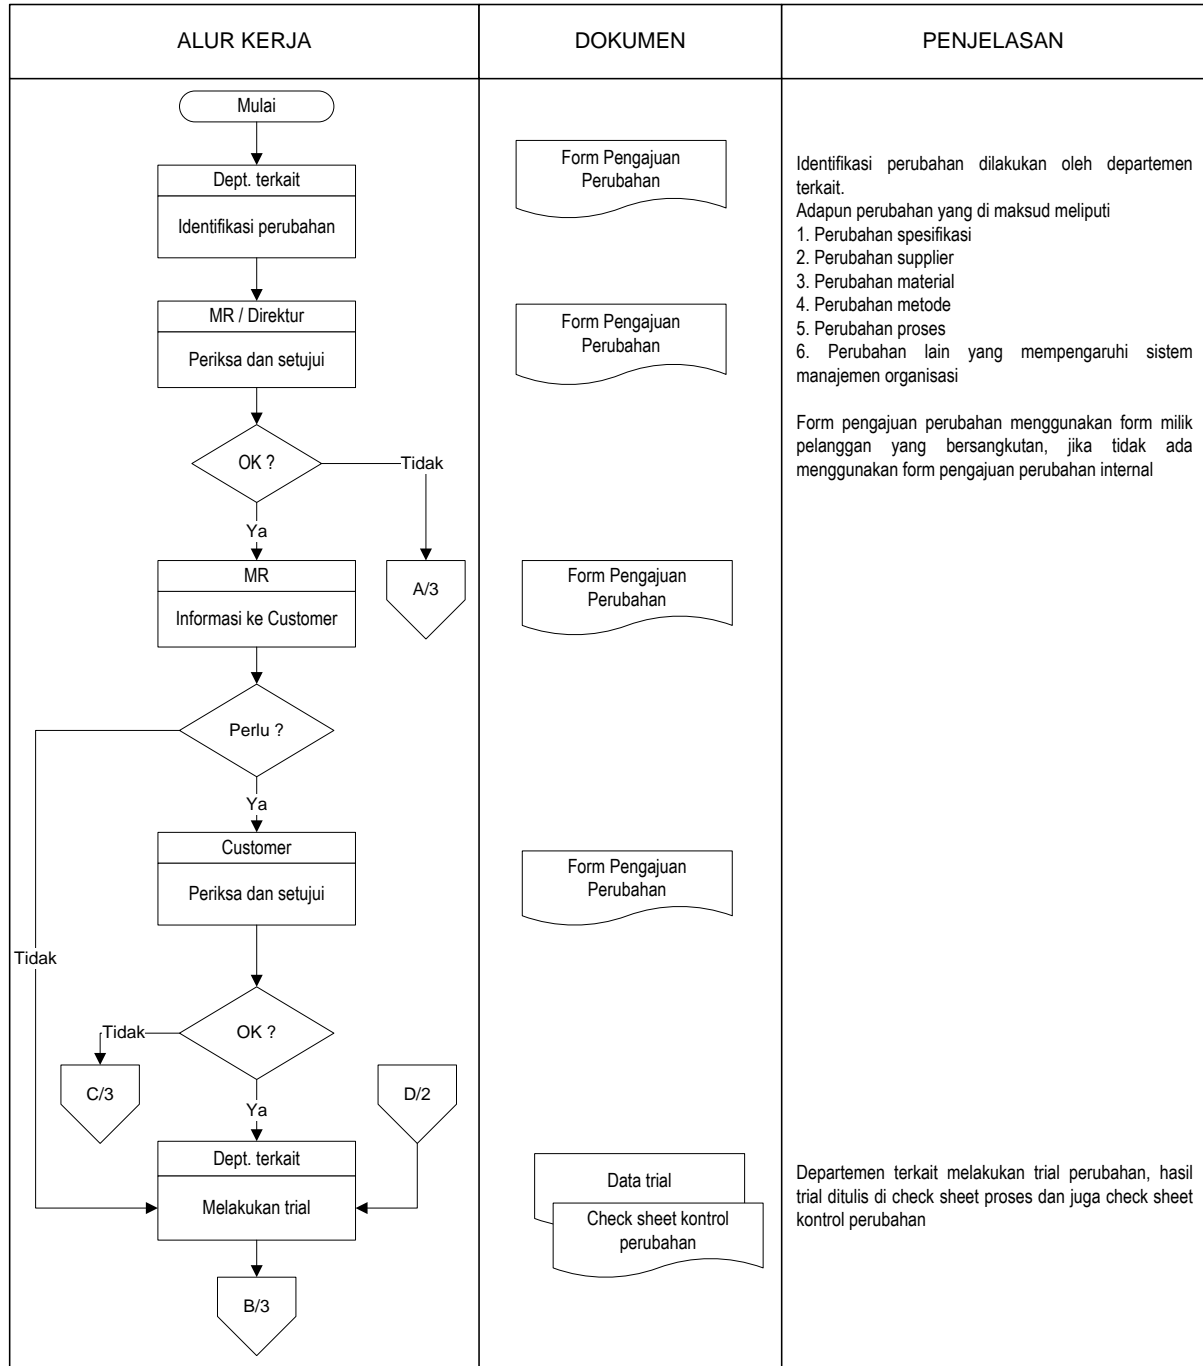 ALUR KERJA
DOKUMEN
PENJELASAN
Mulai
Dept. terkait
Identifikasi perubahan
Form Pengajuan
Perubahan
Identifikasi perubahan dilakukan oleh departemen
terkait.
Adapun perubahan yang di maksud meliputi
1. Perubahan spesifikasi
2. Perubahan supplier
3. Perubahan material
4. Perubahan metode
5. Perubahan proses
6. Perubahan lain yang mempengaruhi sistem
manajemen organisasi
MR / Direktur
Periksa dan setujui
Form Pengajuan
Perubahan
Form pengajuan perubahan menggunakan form milik
pelanggan yang bersangkutan, jika tidak ada
menggunakan form pengajuan perubahan internal
OK ?
Tidak
Ya
A/3
MR
Informasi ke Customer
Form Pengajuan
Perubahan
Perlu ?
Ya
Customer
Periksa dan setujui
Form Pengajuan
Perubahan
Tidak
OK ?
Tidak
C/3
D/2
Ya
Dept. terkait
Melakukan trial
Data trial
Check sheet kontrol
perubahan
Departemen terkait melakukan trial perubahan, hasil
trial ditulis di check sheet proses dan juga check sheet
kontrol perubahan
B/3